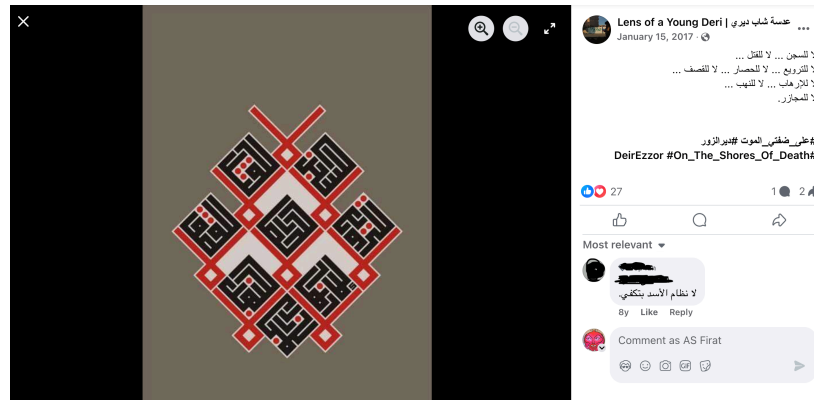 Lens of a Young Deri | عدسة شاب ديري
January 15, 2017
لا للسجن ... لا للقتل ...
لا للترويع ... لا للحصار ... لا للقصف ...
لا للإرهاب ... لا للنهب ...
لا للمجازر.
#على_ضفتي_الموت #ديرالزور
DeirEzzor #On_The_Shores_Of_Death#
27
1
2
Most relevant
لا نظام الأسد بتكفي.
8y Like Reply
Comment as AS Firat
GIF